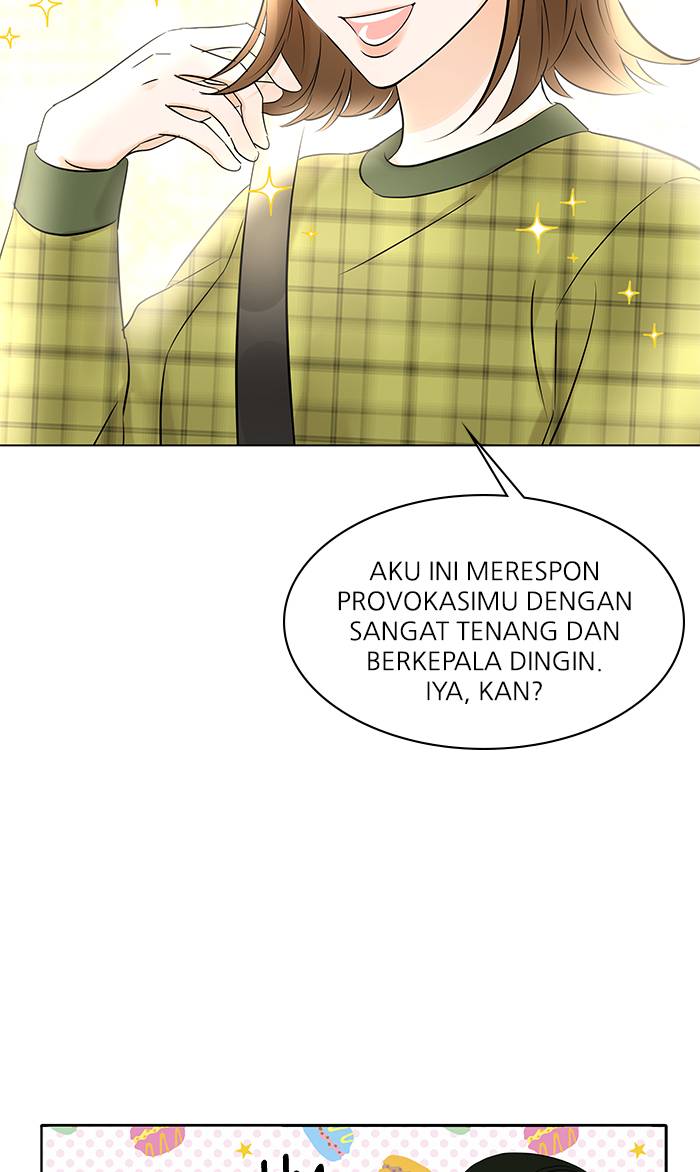 AKU INI MERESPON
PROVOKASIMU DENGAN
SANGAT TENANG DAN
BERKEPALA DINGIN.
IYA, KAN?